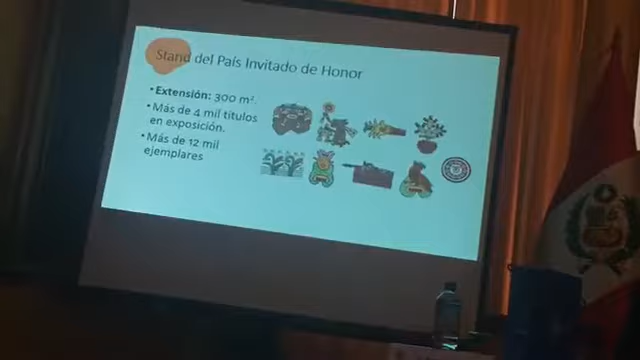 Stand del País Invitado de Honor
• Extensión: 300 m².
• Más de 4 mil títulos
en exposición.
• Más de 12 mil
ejemplares